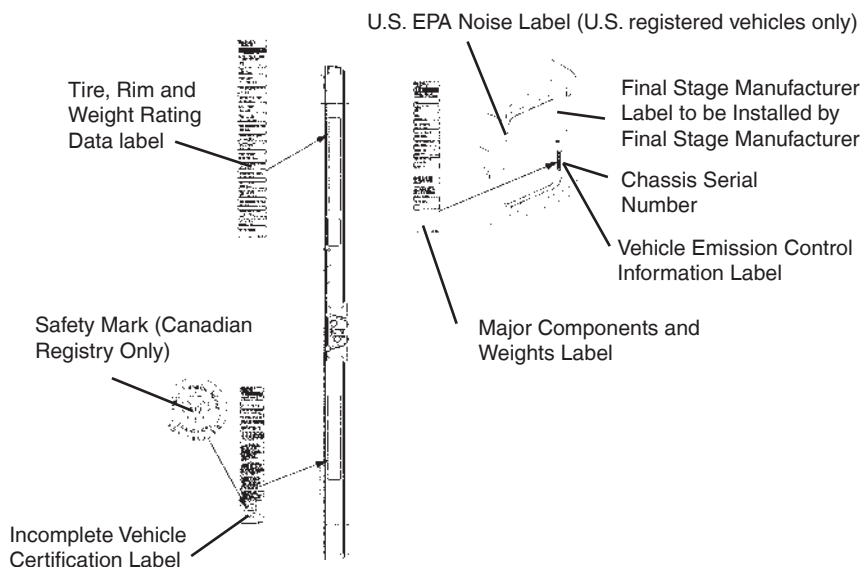 U.S. EPA Noise Label (U.S. registered vehicles only)
Tire, Rim and
Weight Rating
Data label
Final Stage Manufacturer
Label to be Installed by
Final Stage Manufacturer
Chassis Serial
Number
Vehicle Emission Control
Information Label
Major Components and
Weights Label
Safety Mark (Canadian
Registry Only)
Incomplete Vehicle
Certification Label